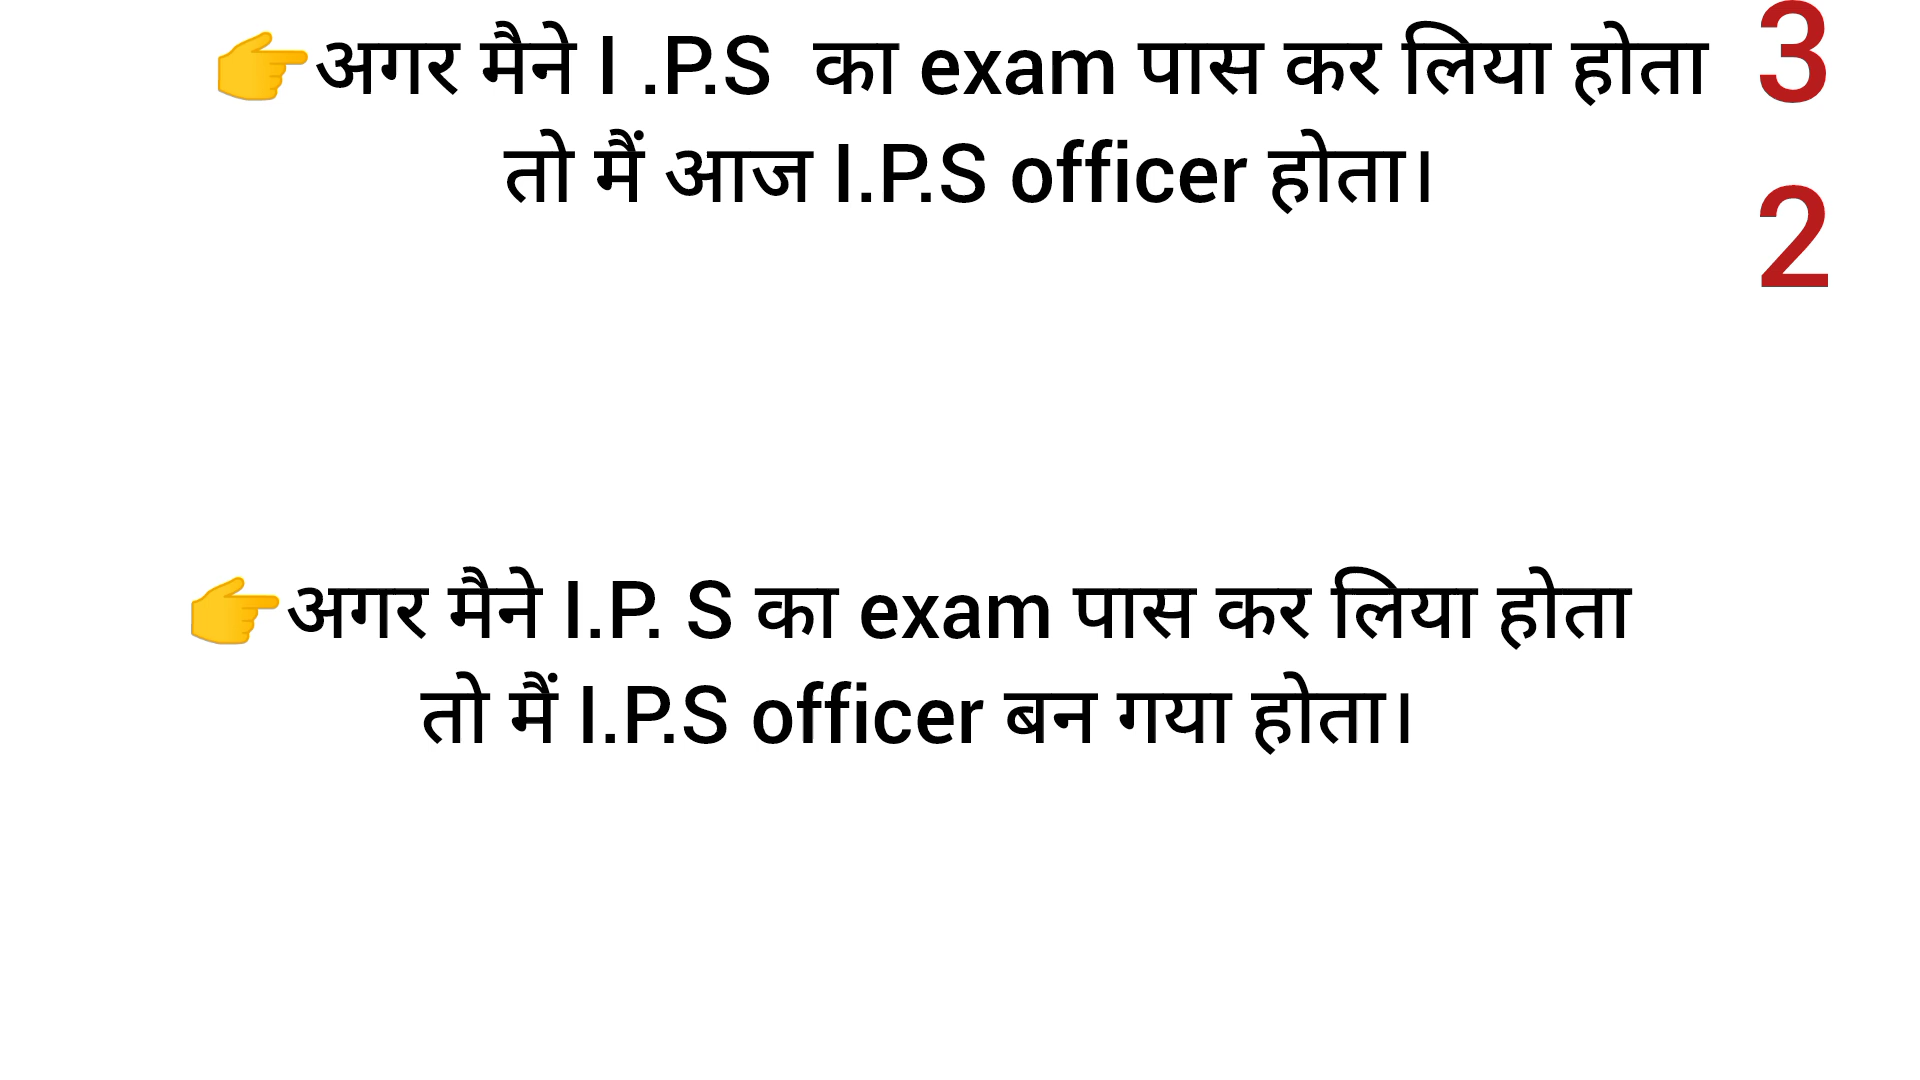 👉अगर मैने I .P.S  का exam पास कर लिया होता 3
तो मैं आज I.P.S officer होता।
2
👉अगर मैने I.P. S का exam पास कर लिया होता
तो मैं I.P.S officer बन गया होता।